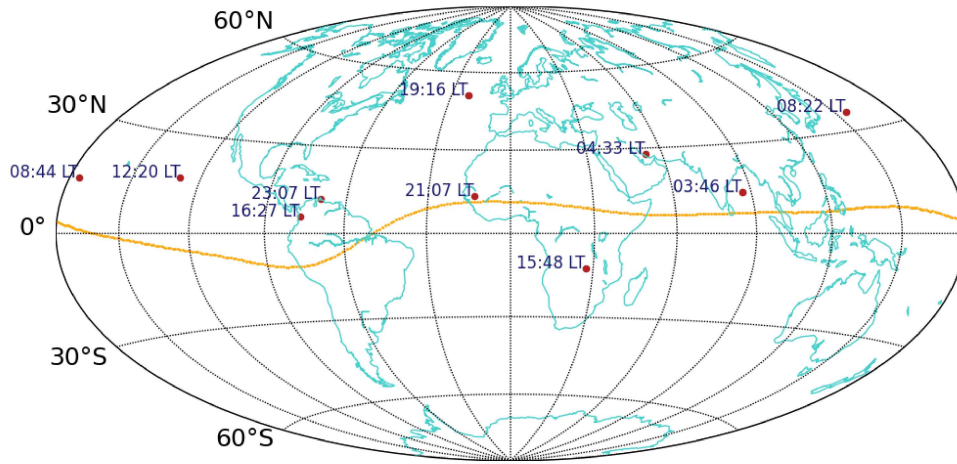 60°N
19:16 LT
30°N
08:22 LT
04:33 LT
08:44 LT
12:20 LT
23:07 LT
21:07 LT
03:46 LT
16:27 LT
0°
15:48 LT
30°S
60°S